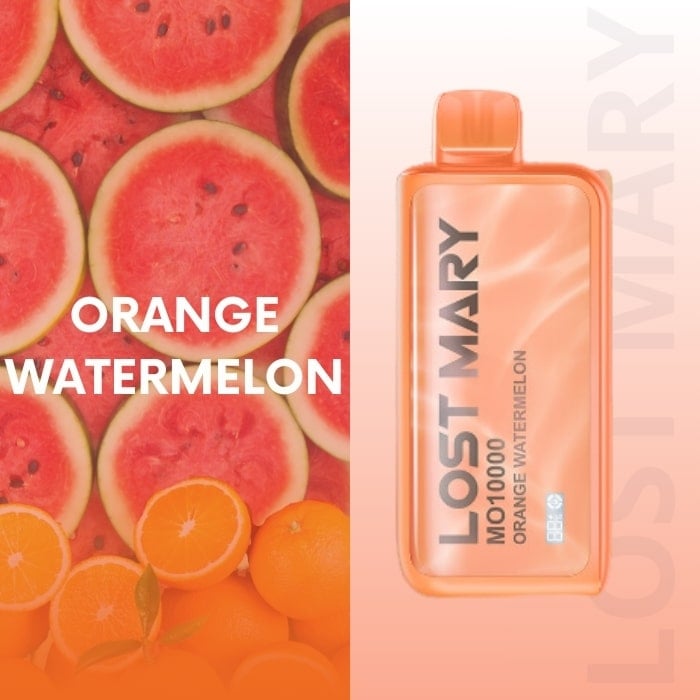 ORANGE
WATERMELON
LOST MARY
MO10000
ORANGE WATERMELON
LOST MARY